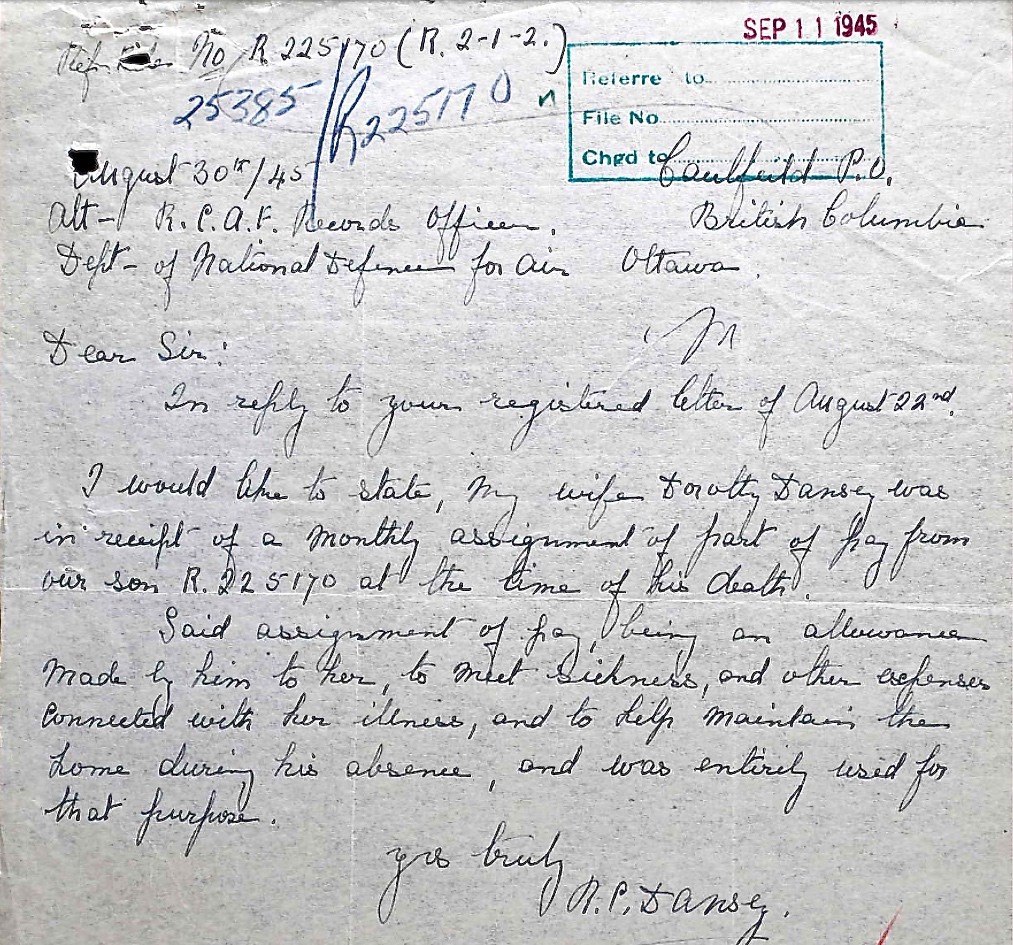 SEP 11 1945
Refer No R 225170 (R. 2-1-2.)
Referre to
25385 R225170
File No
Chgd to
Caulfeild P.O.
August 30th/45
British Columbia
Att- R.C.A.F. Records Officer.
Dept- of National Defence for Air Ottawa.
Dear Sir:
In reply to your registered letter of August 22nd.
I would like to state, My wife Dorothy Dansey was
in receipt of a monthly assignment of part of pay from
our son R.225170 at the time of his death.
Said assignment of pay, being an allowance
made by him to her, to meet sickness, and other expenses
connected with her illness, and to help maintain the
home during his absence, and was entirely used for
that purpose.
yrs truly
R.P. Dansey.